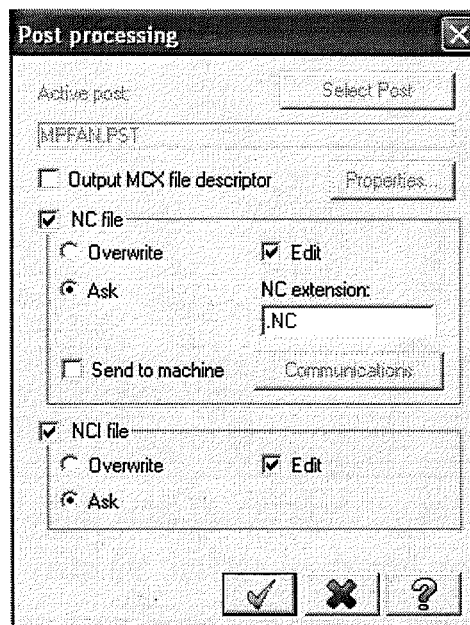 Post processing
Active post:
Select Post
MPFAN.PST
Output MCX file descriptor
Properties...
NC file
Overwrite
Edit
Ask
NC extension:
.NC
Send to machine
Communications
NCI file
Overwrite
Edit
Ask